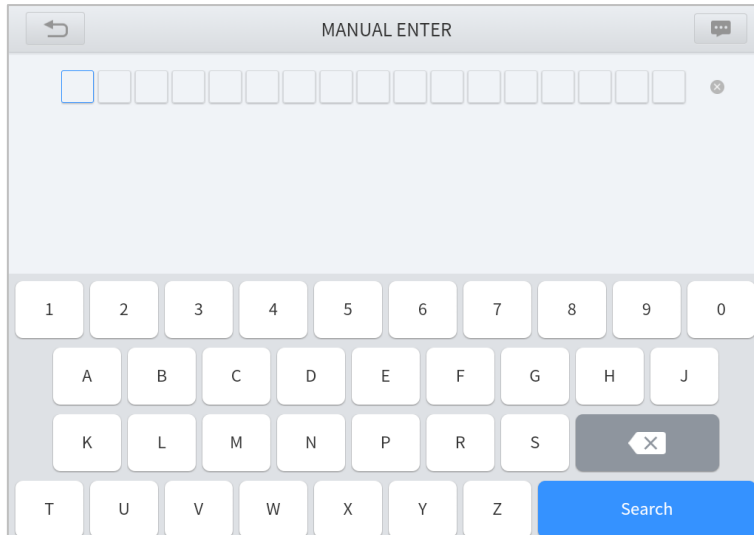 MANUAL ENTER
1 2 3 4 5 6 7 8 9 0
A B C D E F G H J
K L M N P R S
T U V W X Y Z Search